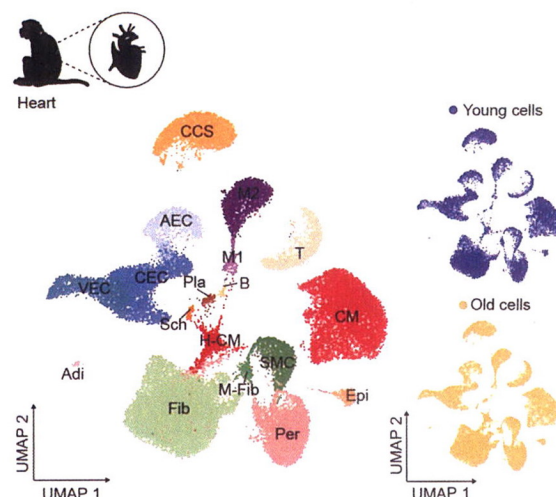 Heart
CCS
Young cells
M2
AEC
T
M1
CEC
B
VEC
Pla
Sch
CM
Old cells
H-CM
SMC
Adi
M-Fib
Epi
Fib
Per
UMAP 2
UMAP 1
UMAP 2
UMAP 1